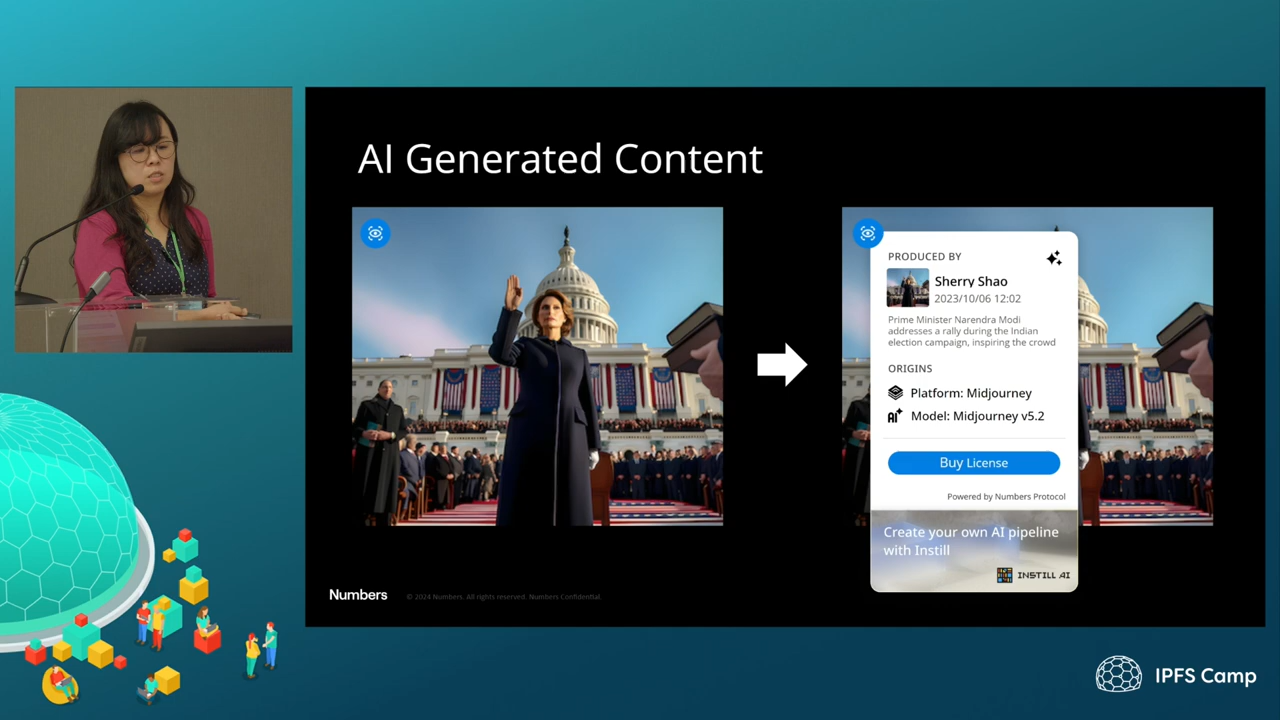 AI Generated Content
PRODUCED BY
Sherry Shao
2023/10/06 12:02
Prime Minister Narendra Modi
addresses a rally during the Indian
election campaign, inspiring the crowd
ORIGINS
Platform: Midjourney
AI
Model: Midjourney v5.2
Buy License
Powered by Numbers Protocol
Create your own AI pipeline
with Instill
INSTILL AI
Numbers
© 2024 Numbers. All rights reserved. Numbers Confidential.
IPFS Camp